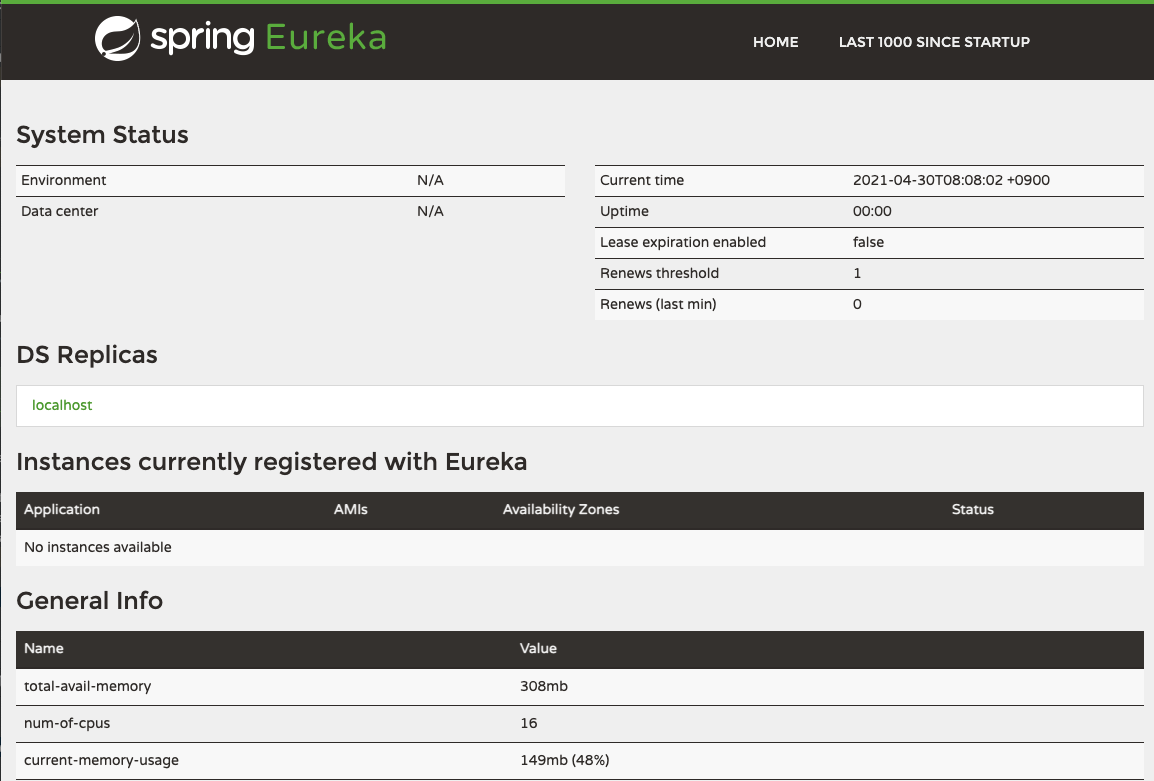 spring Eureka HOME LAST 1000 SINCE STARTUP
System Status
Environment N/A
Data center N/A
Current time 2021-04-30T08:08:02 +0900
Uptime 00:00
Lease expiration enabled false
Renews threshold 1
Renews (last min) 0
DS Replicas
localhost
Instances currently registered with Eureka
Application AMIs Availability Zones Status
No instances available
General Info
Name Value
total-avail-memory 308mb
num-of-cpus 16
current-memory-usage 149mb (48%)